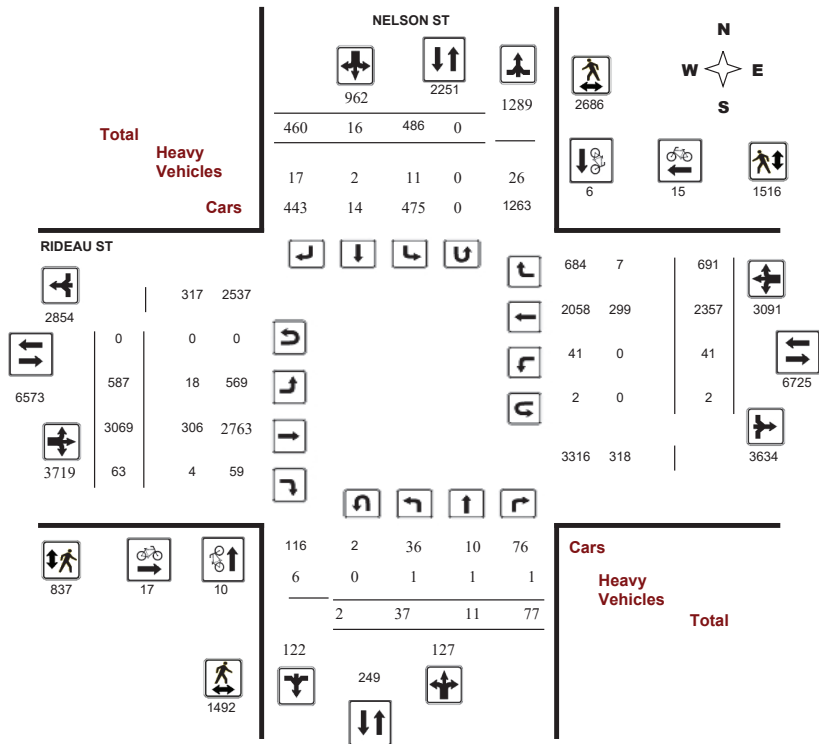 NELSON ST
N
W E
S
962
2251
1289
2686
Total
460 16 486 0
Heavy
Vehicles
17 2 11 0 26
6 15 1516
Cars
443 14 475 0 1263
RIDEAU ST
2854
317 2537
684 7 691
3091
0 0 0
2058 299 2357
6573
587 18 569
41 0 41
6725
3069 306 2763
2 0 2
3719
63 4 59
3316 318
3634
116 2 36 10 76
Cars
6 0 1 1 1
Heavy
Vehicles
2 37 11 77
Total
837 17 10
122
249
127
1492